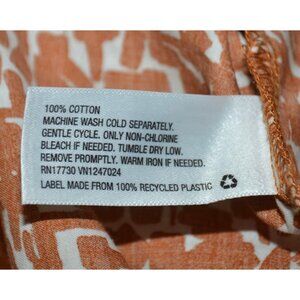 100% COTTON
MACHINE WASH COLD SEPARATELY.
GENTLE CYCLE. ONLY NON-CHLORINE
BLEACH IF NEEDED. TUMBLE DRY LOW.
REMOVE PROMPTLY. WARM IRON IF NEEDED.
RN17730 VN1247024
LABEL MADE FROM 100% RECYCLED PLASTIC